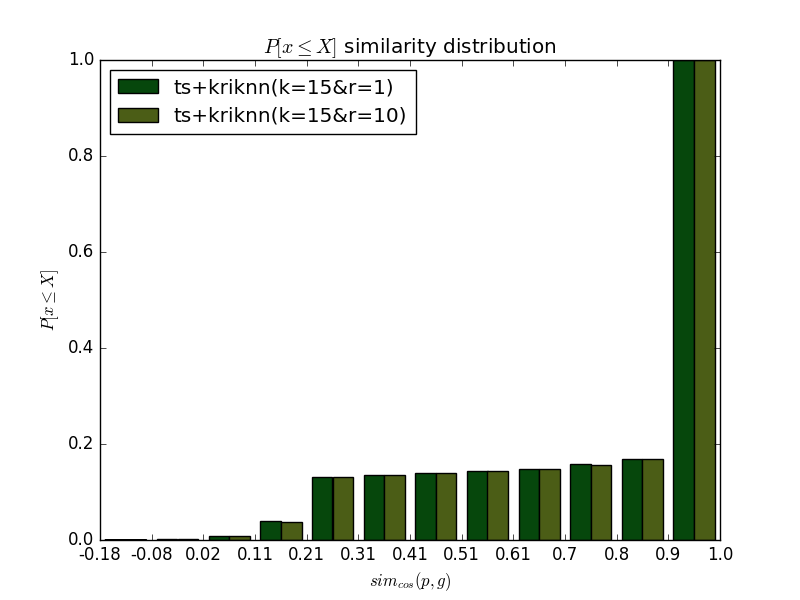 P[x ≤ X] similarity distribution
1.0
ts+kriknn(k=15&r=1)
ts+kriknn(k=15&r=10)
0.8
0.6
P[x ≤ X]
0.4
0.2
0.0
-0.18 -0.08 0.02 0.11 0.21 0.31 0.41 0.51 0.61 0.7 0.8 0.9 1.0
sim_cos(p, g)